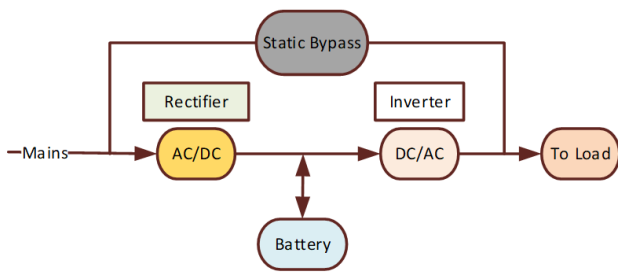 Static Bypass
Rectifier
Inverter
Mains
AC/DC
DC/AC
To Load
Battery